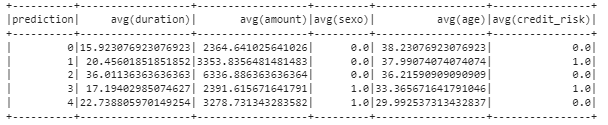 +----------+------------------+-----------------+---------+------------------+----------------+
|prediction|     avg(duration)|      avg(amount)|avg(sexo)|          avg(age)|avg(credit_risk)|
+----------+------------------+-----------------+---------+------------------+----------------+
|         0|15.923076923076923| 2364.641025641026|      0.0| 38.23076923076923|             0.0|
|         1| 20.45601851851852|3353.8356481481483|      0.0| 37.99074074074074|             1.0|
|         2| 36.01136363636363| 6336.886363636364|      0.0| 36.21590909090909|             0.0|
|         3| 17.19402985074627| 2391.615671641791|      1.0|33.365671641791046|             1.0|
|         4|22.738805970149254| 3278.731343283582|      1.0|29.992537313432837|             0.0|
+----------+------------------+-----------------+---------+------------------+----------------+